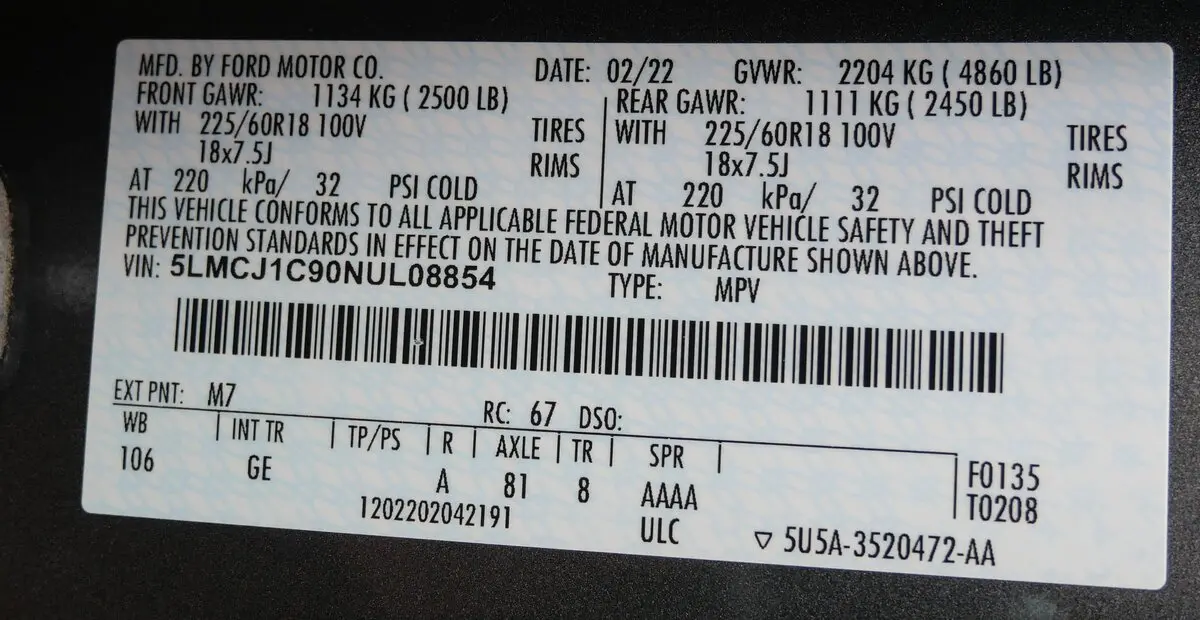 MFD. BY FORD MOTOR CO. DATE: 02/22 GVWR: 2204 KG ( 4860 LB)
FRONT GAWR: 1134 KG ( 2500 LB) REAR GAWR: 1111 KG ( 2450 LB)
WITH 225/60R18 100V TIRES WITH 225/60R18 100V TIRES
18x7.5J RIMS 18x7.5J RIMS
AT 220 kPa/ 32 PSI COLD AT 220 kPa/ 32 PSI COLD
THIS VEHICLE CONFORMS TO ALL APPLICABLE FEDERAL MOTOR VEHICLE SAFETY AND THEFT
PREVENTION STANDARDS IN EFFECT ON THE DATE OF MANUFACTURE SHOWN ABOVE.
VIN: 5LMCJ1C90NUL08854 TYPE: MPV
EXT PNT: M7 RC: 67 DSO:
WB INT TR TP/PS R AXLE TR SPR F0135
106 GE A 81 8 AAAA T0208
1202202042191 ULC ▽ 5U5A-3520472-AA